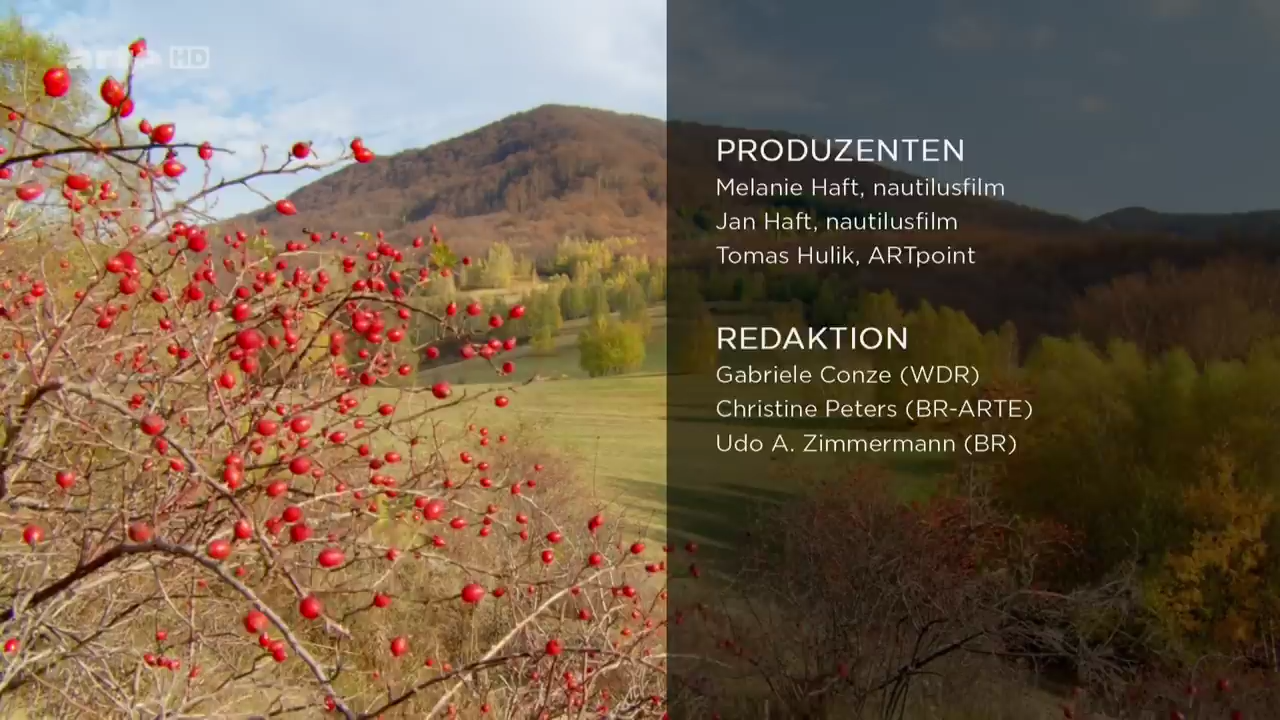 arte HD
PRODUZENTEN
Melanie Haft, nautilusfilm
Jan Haft, nautilusfilm
Tomas Hulik, ARTpoint
REDAKTION
Gabriele Conze (WDR)
Christine Peters (BR-ARTE)
Udo A. Zimmermann (BR)